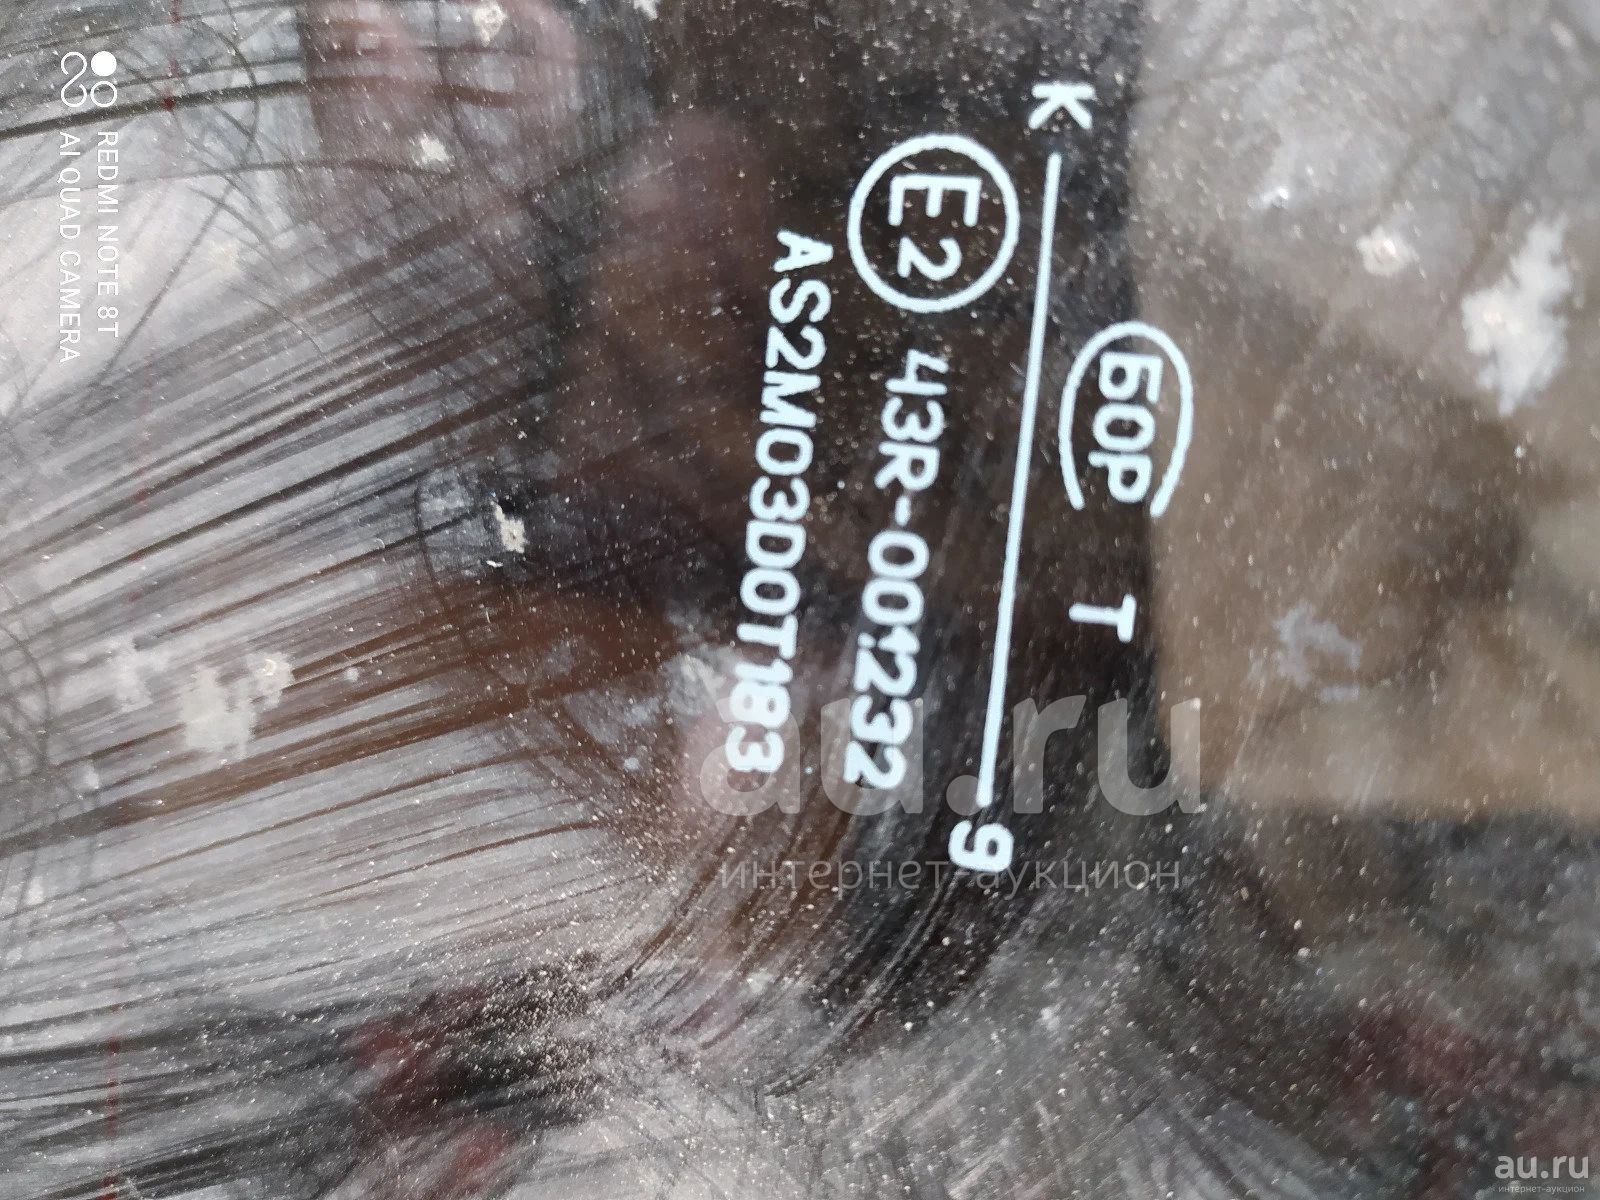 БОР Т
К 9
E2 43R-001232
AS2M03DOT183
REDMI NOTE 8T
AI QUAD CAMERA
au.ru
интернет-аукцион
au.ru
интернет-аукцион